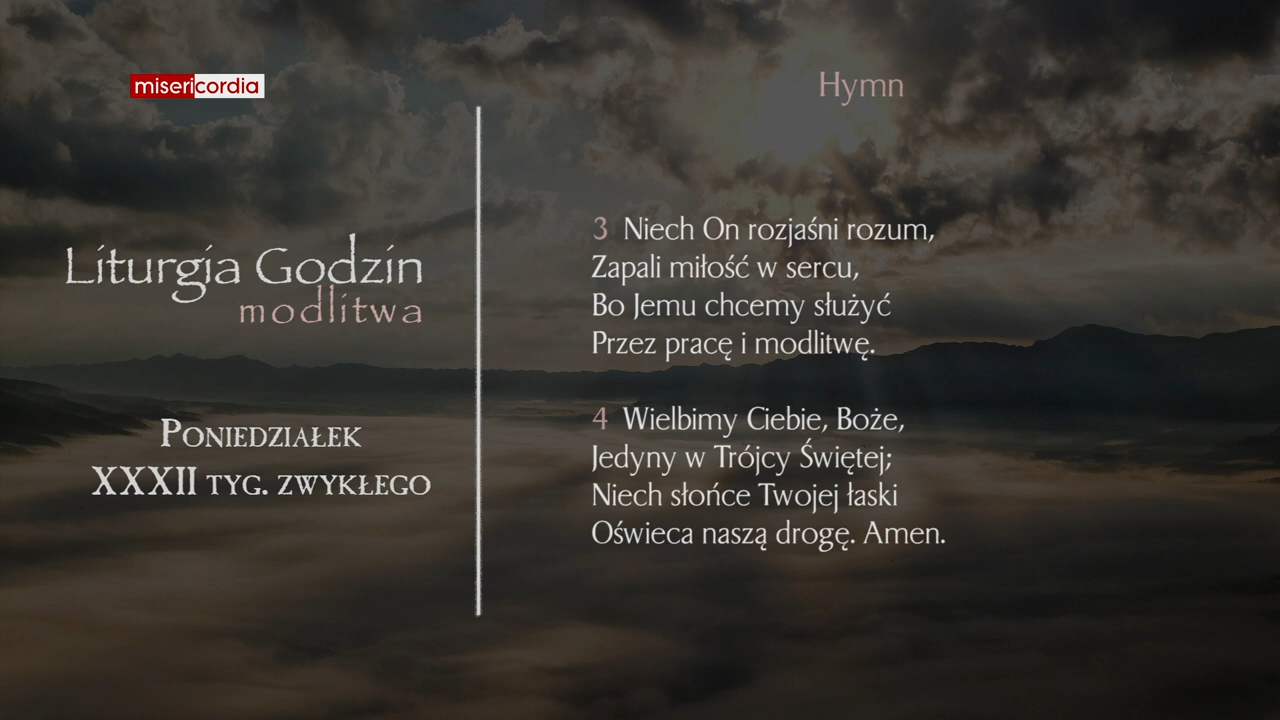 misericordia
Liturgia Godzin
modlitwa
Poniedziałek
XXXII tyg. zwykłego
Hymn
3 Niech On rozjaśni rozum,
Zapali miłość w sercu,
Bo Jemu chcemy służyć
Przez pracę i modlitwę.
4 Wielbimy Ciebie, Boże,
Jedyny w Trójcy Świętej;
Niech słońce Twojej łaski
Oświeca naszą drogę. Amen.